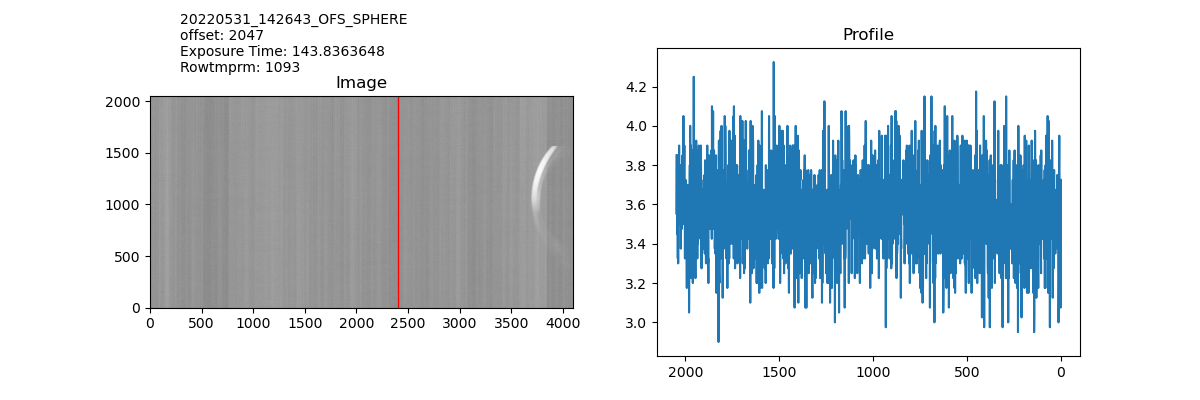 20220531_142643_OFS_SPHERE
offset: 2047
Exposure Time: 143.8363648
Rowtmprm: 1093
Image
2000
1500
1000
500
0
0 500 1000 1500 2000 2500 3000 3500 4000
Profile
4.2
4.0
3.8
3.6
3.4
3.2
3.0
2000 1500 1000 500 0